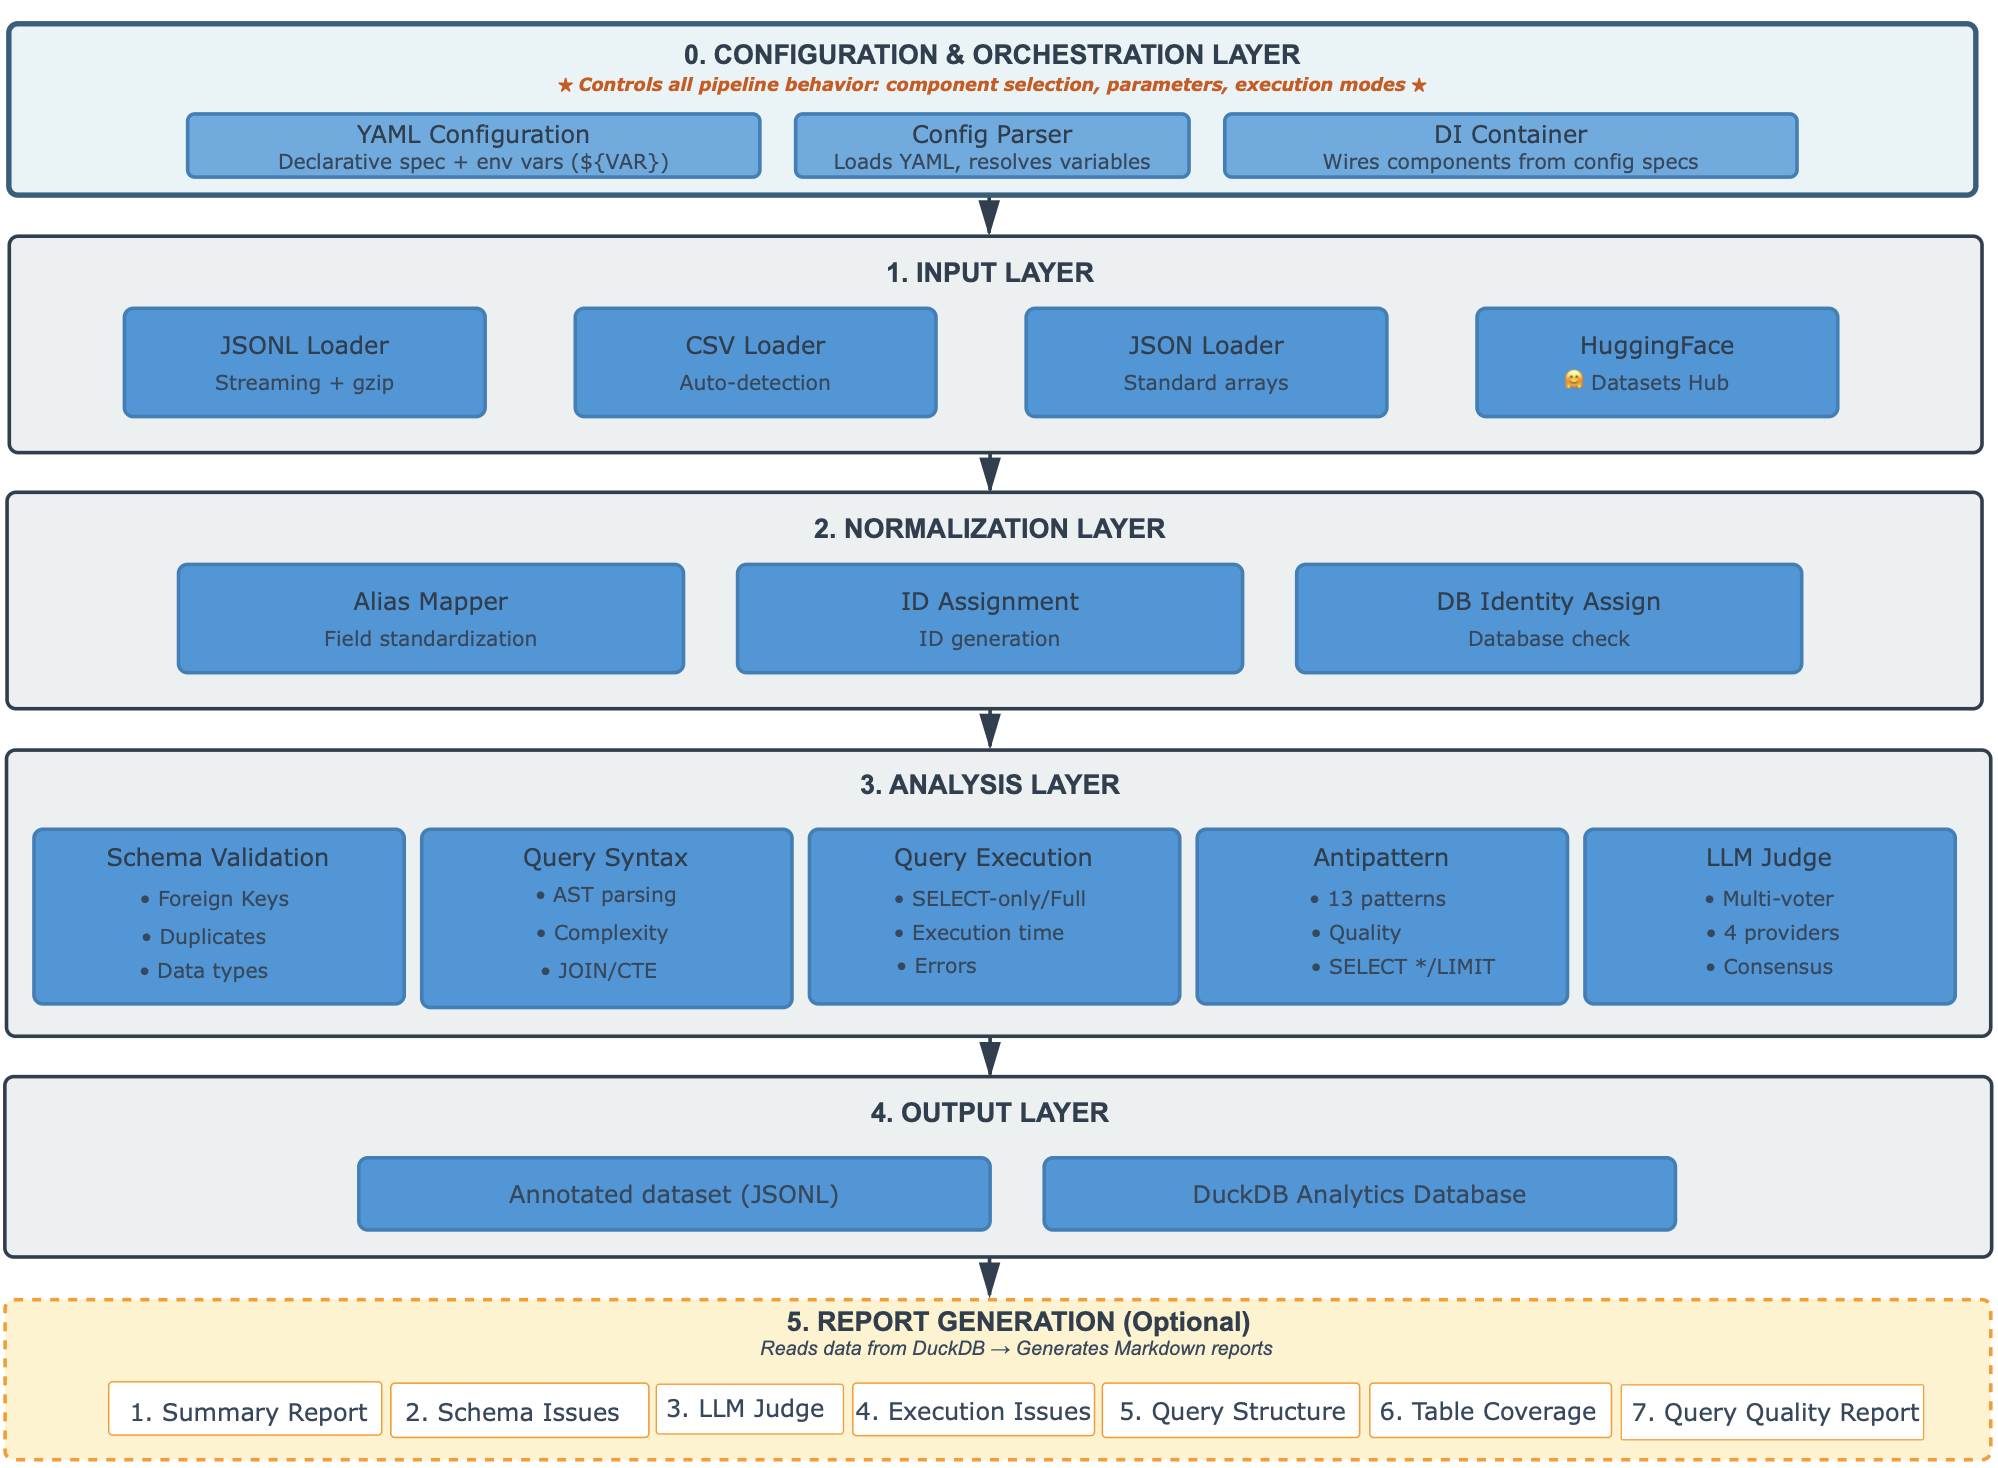 0. CONFIGURATION & ORCHESTRATION LAYER
★ Controls all pipeline behavior: component selection, parameters, execution modes ★
YAML Configuration
Declarative spec + env vars (${VAR})
Config Parser
Loads YAML, resolves variables
DI Container
Wires components from config specs
1. INPUT LAYER
JSONL Loader
Streaming + gzip
CSV Loader
Auto-detection
JSON Loader
Standard arrays
HuggingFace
🤗 Datasets Hub
2. NORMALIZATION LAYER
Alias Mapper
Field standardization
ID Assignment
ID generation
DB Identity Assign
Database check
3. ANALYSIS LAYER
Schema Validation
• Foreign Keys
• Duplicates
• Data types
Query Syntax
• AST parsing
• Complexity
• JOIN/CTE
Query Execution
• SELECT-only/Full
• Execution time
• Errors
Antipattern
• 13 patterns
• Quality
• SELECT */LIMIT
LLM Judge
• Multi-voter
• 4 providers
• Consensus
4. OUTPUT LAYER
Annotated dataset (JSONL)
DuckDB Analytics Database
5. REPORT GENERATION (Optional)
Reads data from DuckDB → Generates Markdown reports
1. Summary Report
2. Schema Issues
3. LLM Judge
4. Execution Issues
5. Query Structure
6. Table Coverage
7. Query Quality Report